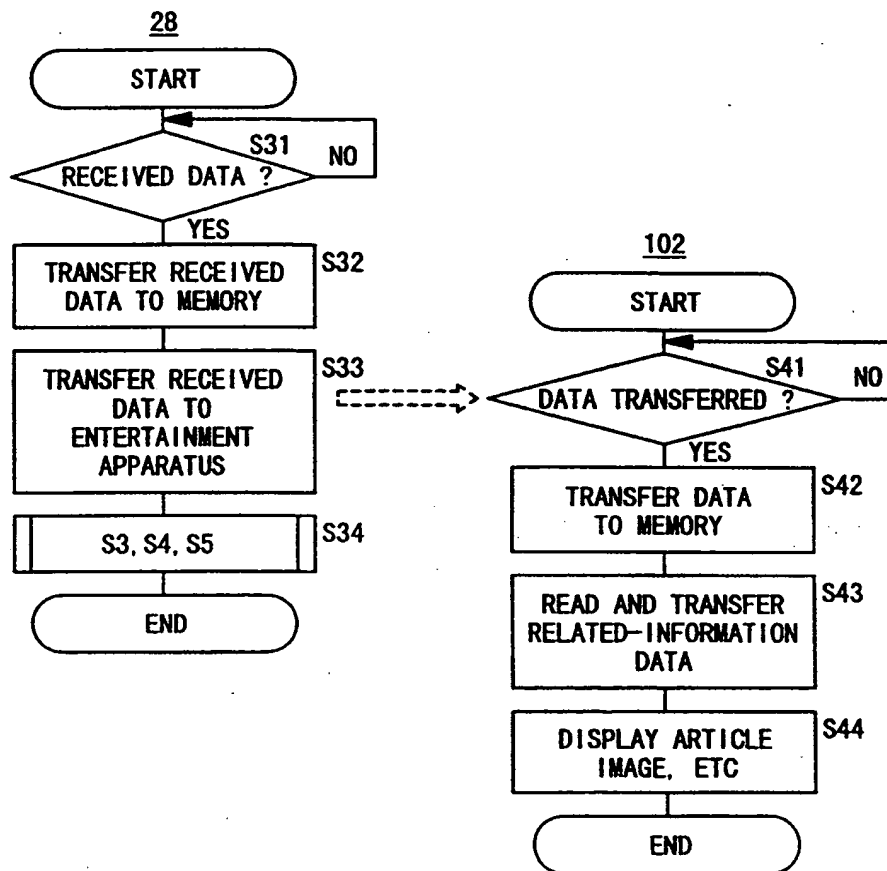 28
START
S31
NO
RECEIVED DATA ?
YES
S32
TRANSFER RECEIVED
DATA TO MEMORY
S33
TRANSFER RECEIVED
DATA TO
ENTERTAINMENT
APPARATUS
S34
S3, S4, S5
END
102
START
S41
NO
DATA TRANSFERRED ?
YES
S42
TRANSFER DATA
TO MEMORY
S43
READ AND TRANSFER
RELATED-INFORMATION
DATA
S44
DISPLAY ARTICLE
IMAGE, ETC
END